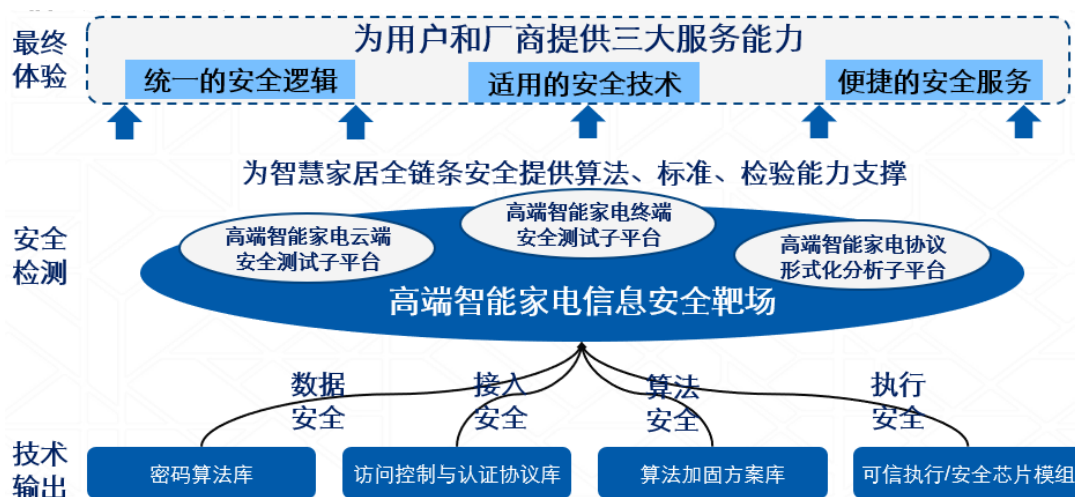 最终
体验
为用户和厂商提供三大服务能力
统一的安全逻辑
适用的安全技术
便捷的安全服务
为智慧家居全链条安全提供算法、标准、检验能力支撑
安全
检测
高端智能家电云端
安全测试子平台
高端智能家电终端
安全测试子平台
高端智能家电协议
形式化分析子平台
高端智能家电信息安全靶场
数据
安全
接入
安全
算法
安全
执行
安全
技术
输出
密码算法库
访问控制与认证协议库
算法加固方案库
可信执行/安全芯片模组